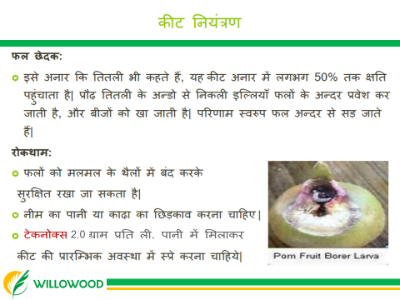 कीट नियंत्रण
फल छेदक:
इसे अनार कि तितली भी कहते हैं, यह कीट अनार में लगभग 50% तक क्षति
पहुंचाता है| प्रौढ़ तितली के अन्डो से निकली इल्लियाँ फलों के अन्दर प्रवेश कर
जाती है, और बीजों को खा जाती है| परिणाम स्वरुप फल अन्दर से सड जाते
हैं|
रोकधाम:
फलों को मलमल के थैलों में बंद करके
सुरक्षित रखा जा सकता है|
नीम का पानी या काढ़ा का छिड़काव करना चाहिए |
टेकनोक्स 2.0 ग्राम प्रति ली. पानी में मिलाकर
कीट की प्रारम्भिक अवस्था में स्प्रे करना चाहिये|
Pom Fruit Borer Larva
WILLOWOOD